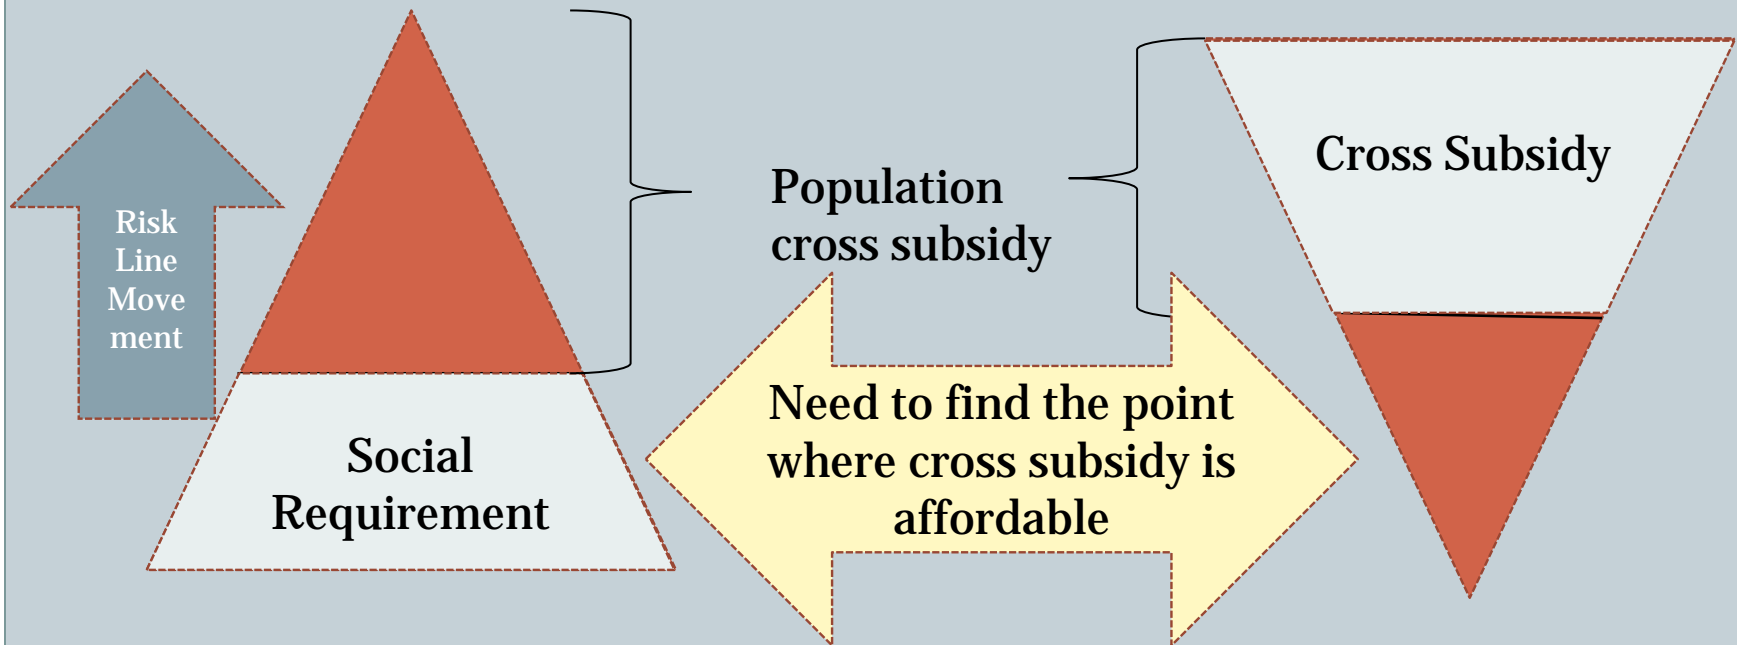 Risk
Line
Move
ment
Social
Requirement
Population
cross subsidy
Need to find the point
where cross subsidy is
affordable
Cross Subsidy